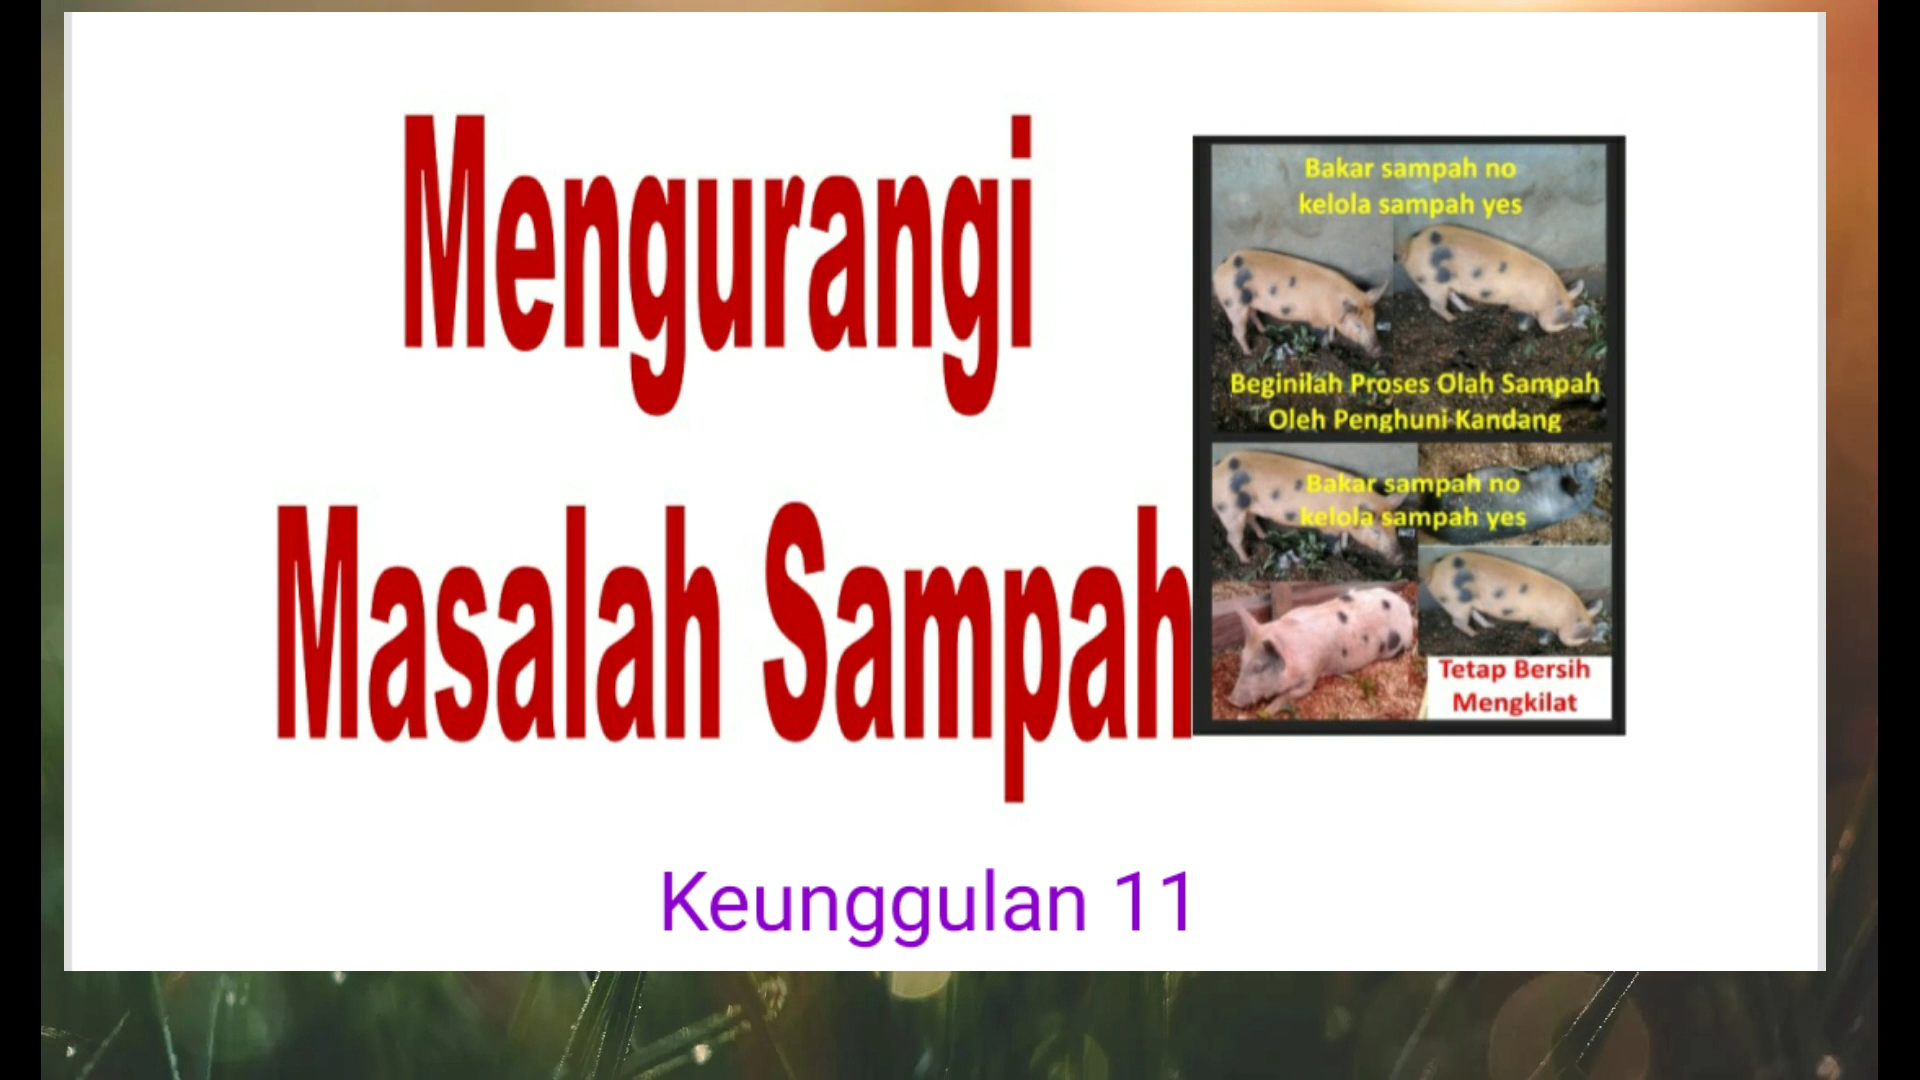 Mengurangi
Masalah Sampah
Bakar sampah no
kelola sampah yes
Beginilah Proses Olah Sampah
Oleh Penghuni Kandang
Bakar sampah no
kelola sampah yes
Tetap Bersih
Mengkilat
Keunggulan 11